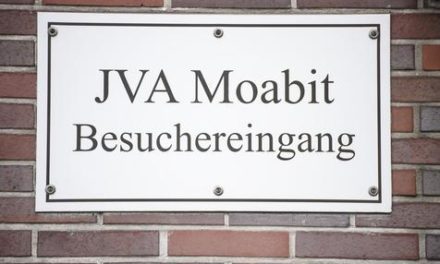 JVA Moabit
Besuchereingang